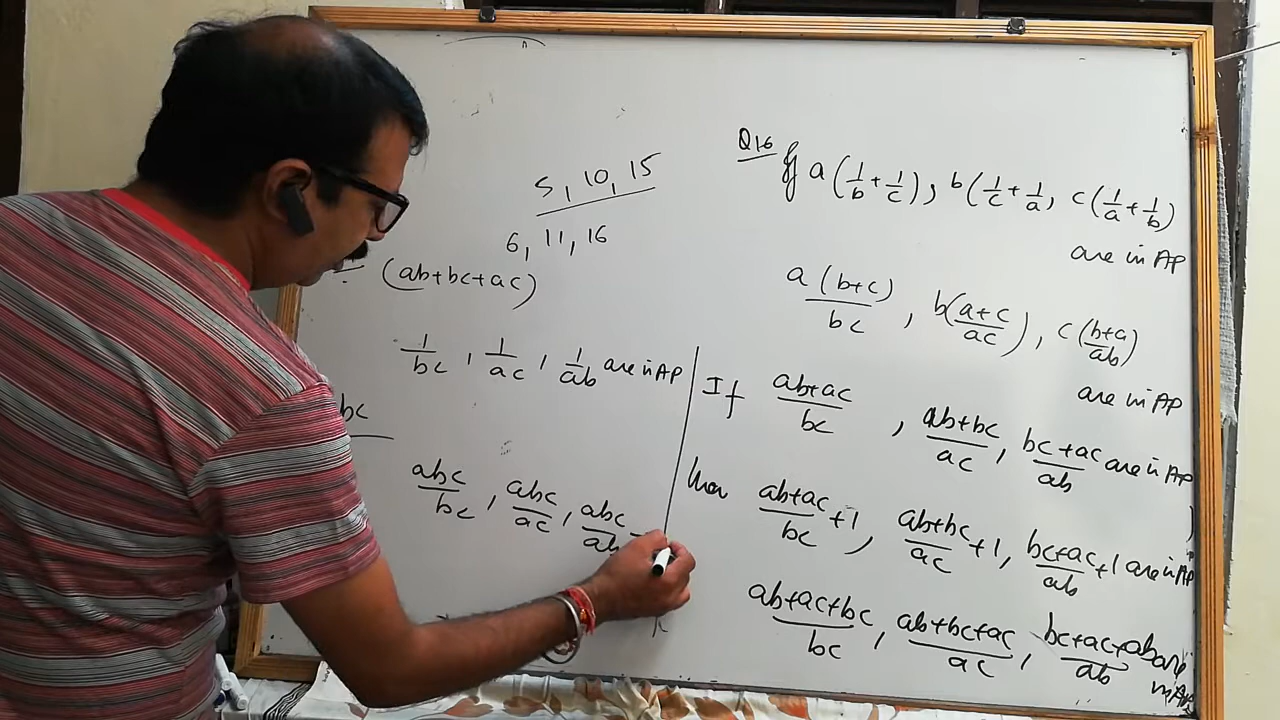 Q16 If a(1/b + 1/c), b(1/c + 1/a, c(1/a + 1/b)
are in AP
a(b+c)/bc, b(a+c/ac), c(b+a/ab)
are in AP
If ab+ac/bc, ab+bc/ac, bc+ac/ab are in AP
ab+ac/bc +1, ab+bc/ac +1, bc+ac/ab +1 are in AP
ab+ac+bc/bc, ab+bc+ac/ac, bc+ac+ab/ab are in AP
5, 10, 15
6, 11, 16
(ab+bc+ac)
1/bc, 1/ac, 1/ab are in AP
bc
abc/bc, abc/ac, abc/ab